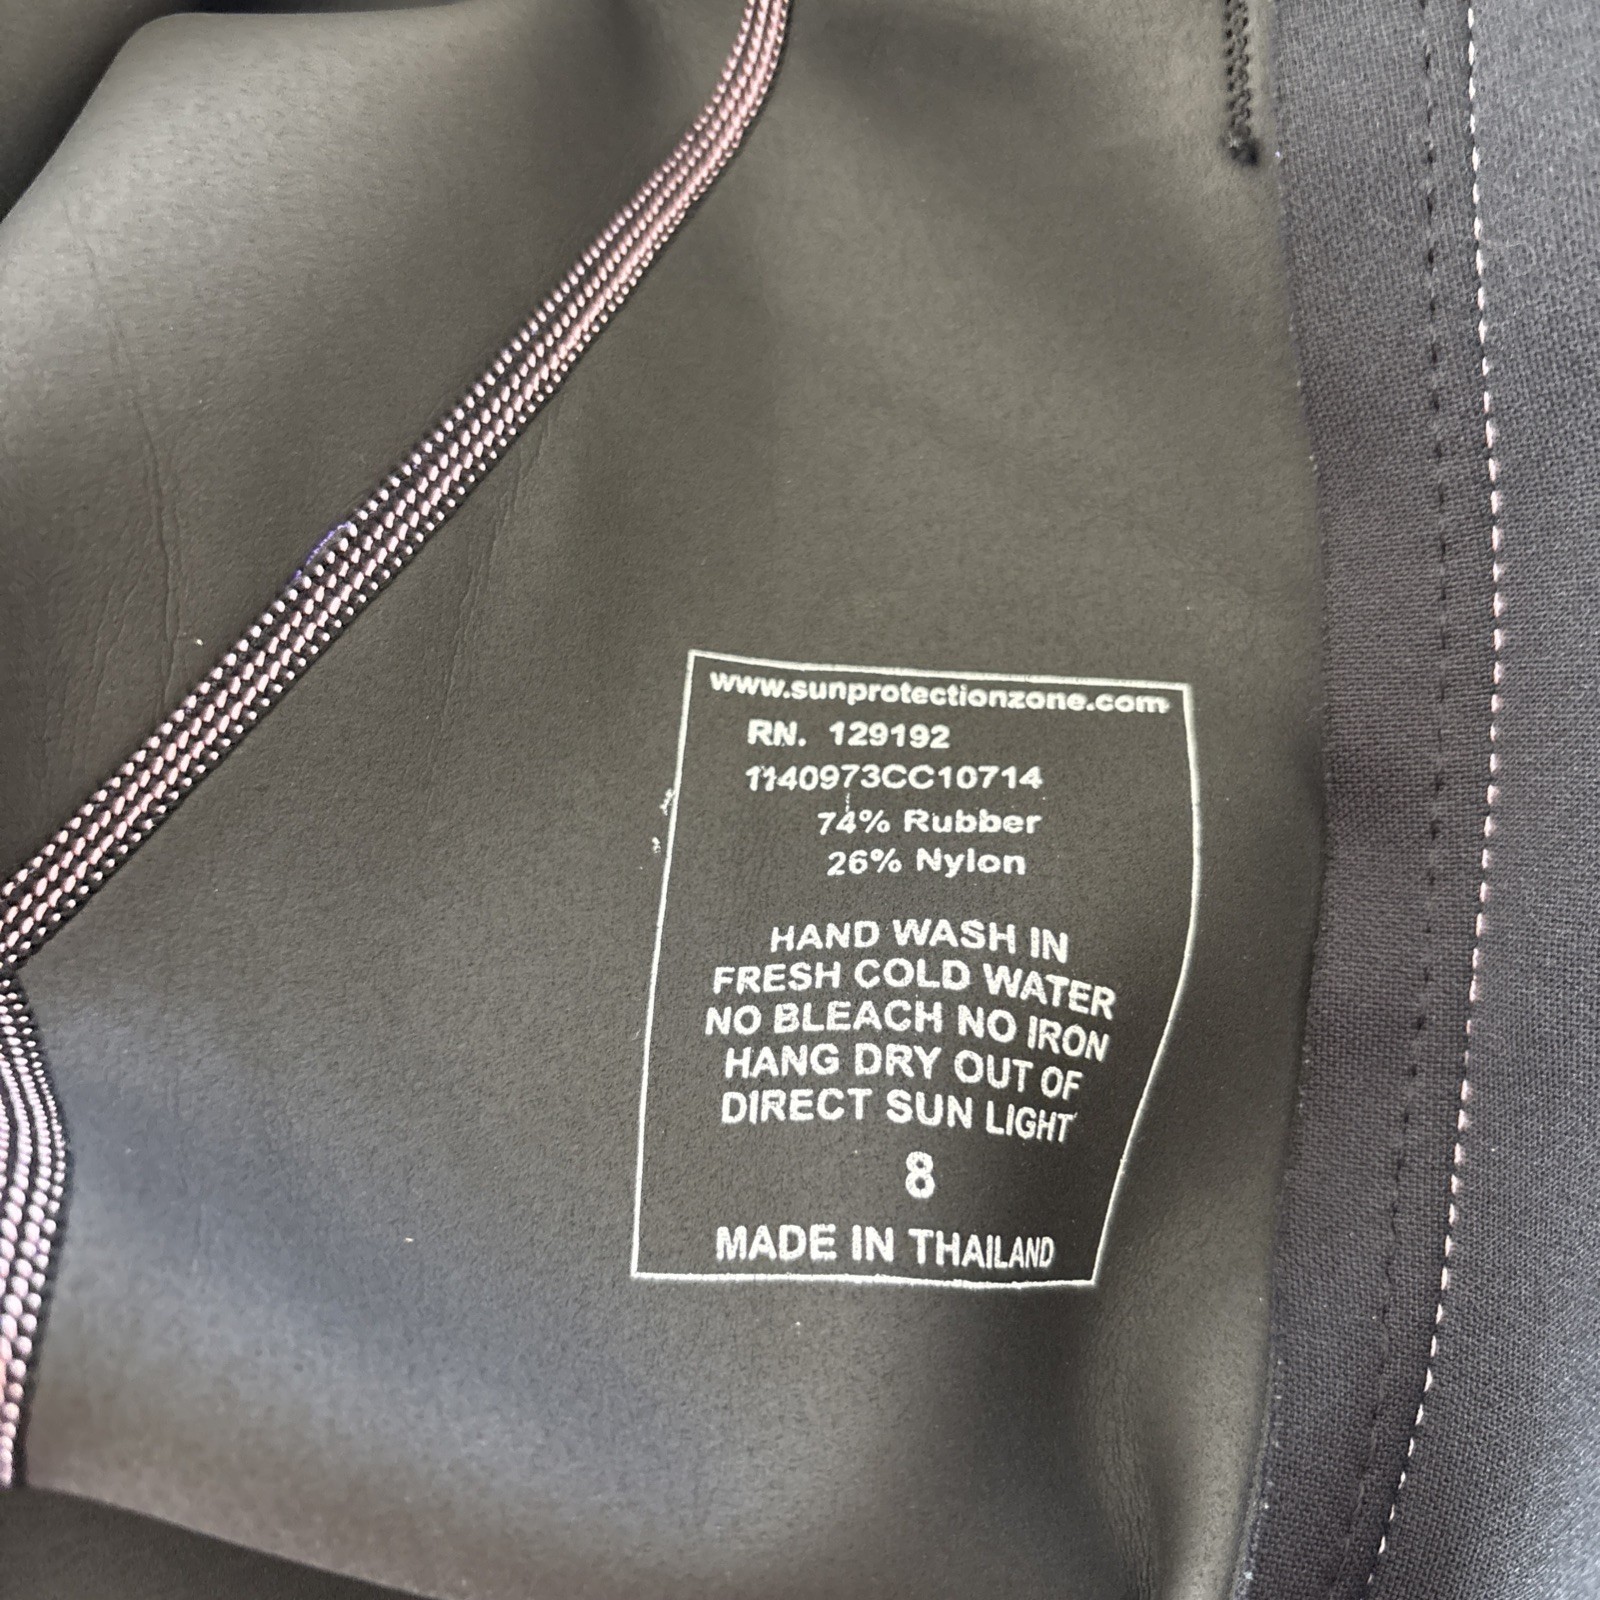 www.sunprotectionzone.com
RN. 129192
1140973CC10714
74% Rubber
26% Nylon
HAND WASH IN
FRESH COLD WATER
NO BLEACH NO IRON
HANG DRY OUT OF
DIRECT SUN LIGHT
8
MADE IN THAILAND